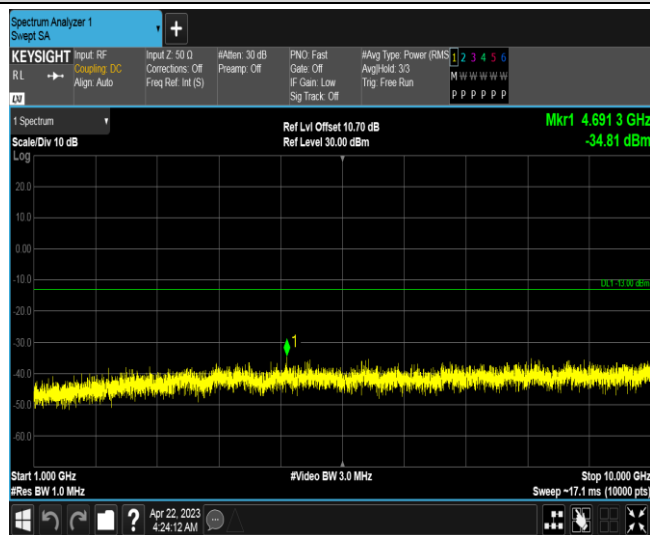 Spectrum Analyzer 1
Swept SA
+
KEYSIGHT Input: RF Input Z: 50 Ω #Atten: 30 dB PNO: Fast #Avg Type: Power (RMS 1 2 3 4 5 6
RL Coupling: DC Corrections: Off Preamp: Off Gate: Off Avg|Hold: 3/3 M W W W W W
Align: Auto Freq Ref: Int (S) IF Gain: Low Trig: Free Run
LXI Sig Track: Off P P P P P P
1 Spectrum Ref Lvl Offset 10.70 dB Mkr1 4.691 3 GHz
Scale/Div 10 dB Ref Level 30.00 dBm -34.81 dBm
Log
20.0
10.0
0.00
-10.0
DL1 -13.00 dBm
-20.0
-30.0
1
-40.0
-50.0
-60.0
Start 1.000 GHz #Video BW 3.0 MHz Stop 10.000 GHz
#Res BW 1.0 MHz Sweep ~17.1 ms (10000 pts)
? Apr 22, 2023
4:24:12 AM